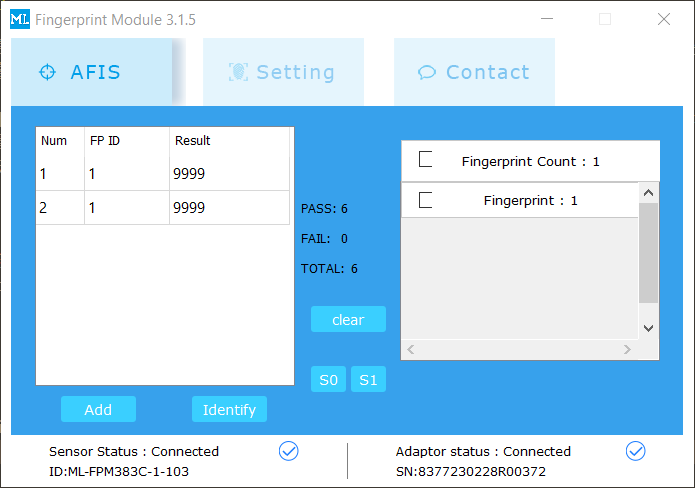 ML Fingerprint Module 3.1.5
AFIS Setting Contact
Num FP ID Result
1 1 9999
2 1 9999
PASS: 6
FAIL: 0
TOTAL: 6
clear
S0 S1
Add Identify
Fingerprint Count : 1
Fingerprint : 1
Sensor Status : Connected
ID:ML-FPM383C-1-103
Adaptor status : Connected
SN:8377230228R00372